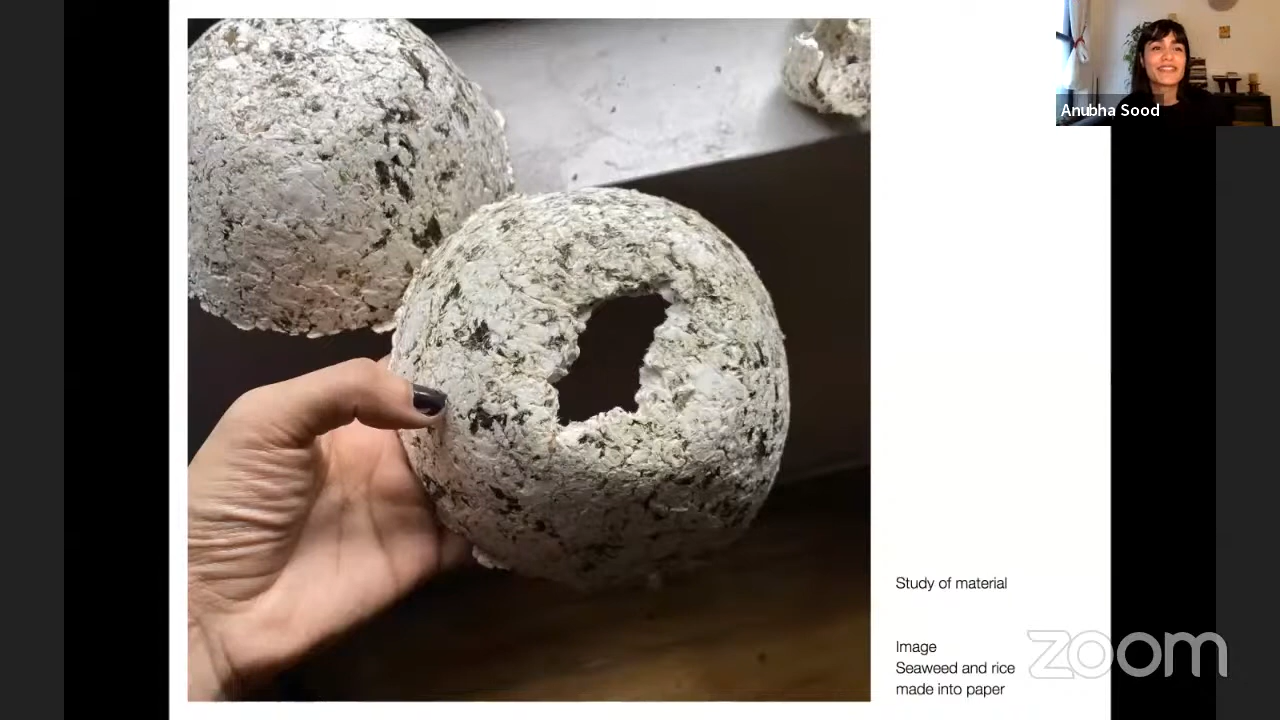 Anubha Sood
Study of material
Image
Seaweed and rice
made into paper
zoom